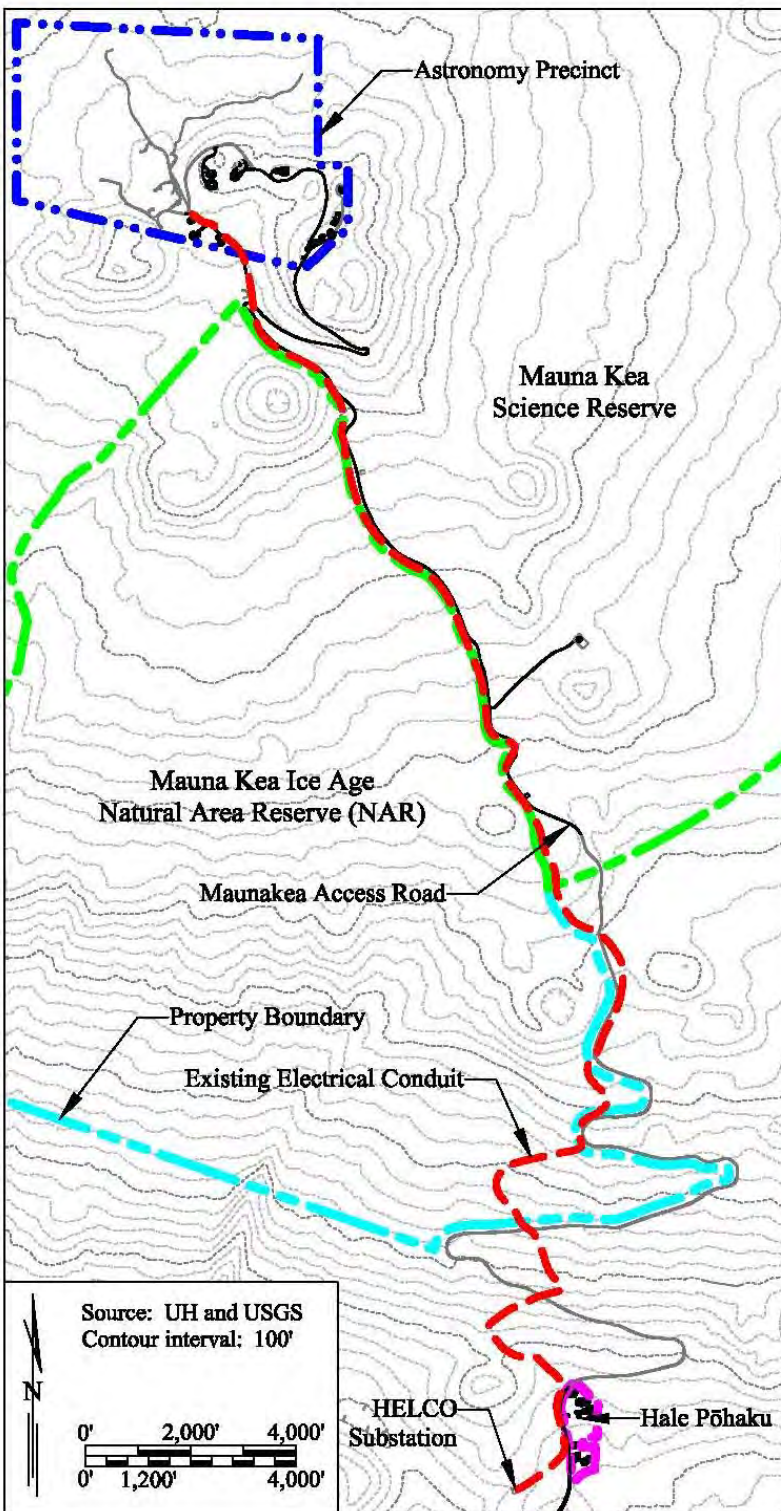 Astronomy Precinct
Mauna Kea
Science Reserve
Mauna Kea Ice Age
Natural Area Reserve (NAR)
Maunakea Access Road
Property Boundary
Existing Electrical Conduit
Source: UH and USGS
Contour interval: 100'
N
0' 2,000' 4,000'
0' 1,200' 4,000'
HELCO
Substation
Hale Pōhaku